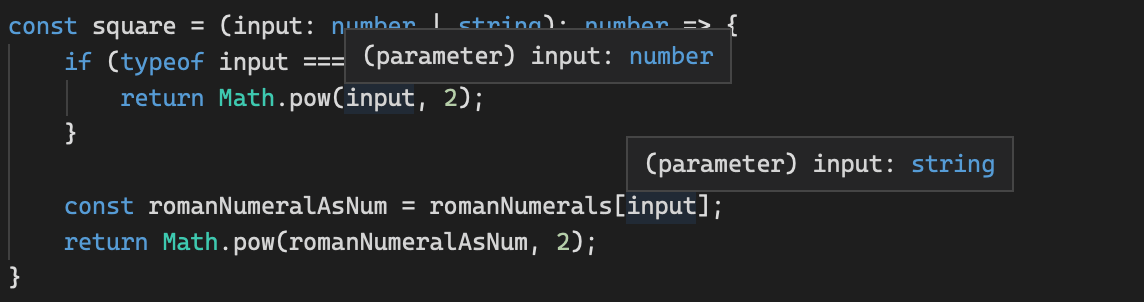 const square = (input: number | string): number => {
if (typeof input ===
(parameter) input: number
return Math.pow(input, 2);
}
(parameter) input: string
const romanNumeralAsNum = romanNumerals[input];
return Math.pow(romanNumeralAsNum, 2);
}